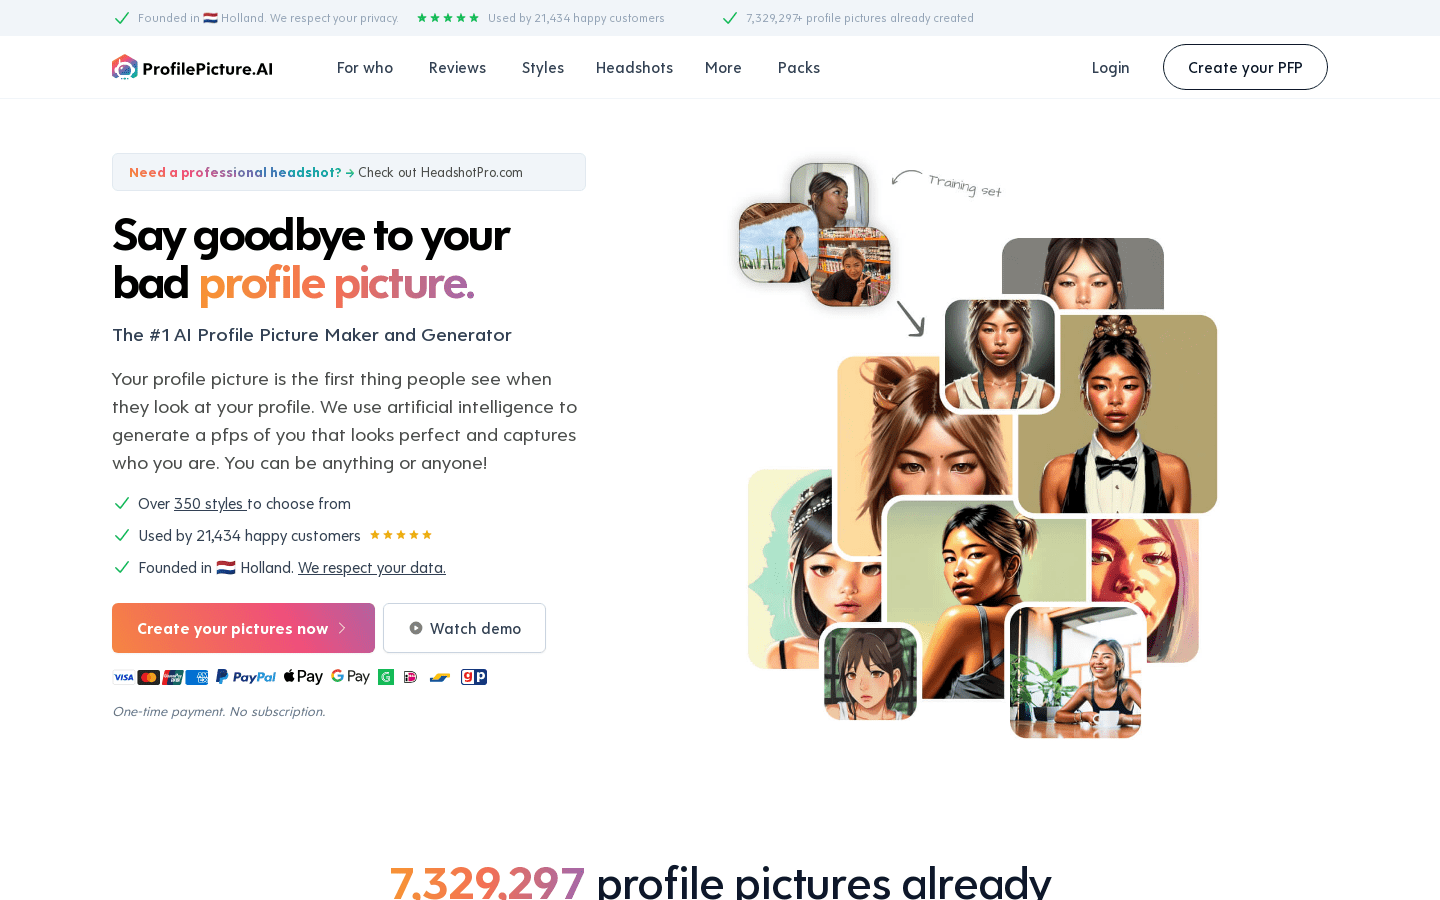 Founded in 🇳🇱 Holland. We respect your privacy.
Used by 21,434 happy customers
7,329,297+ profile pictures already created
ProfilePicture.AI
For who
Reviews
Styles
Headshots
More
Packs
Login
Create your PFP
Need a professional headshot? → Check out HeadshotPro.com
Say goodbye to your
bad profile picture.
The #1 AI Profile Picture Maker and Generator
Your profile picture is the first thing people see when
they look at your profile. We use artificial intelligence to
generate a pfps of you that looks perfect and captures
who you are. You can be anything or anyone!
Over 350 styles to choose from
Used by 21,434 happy customers
Founded in 🇳🇱 Holland. We respect your data.
Create your pictures now
Watch demo
VISA PayPal Pay G Pay
One-time payment. No subscription.
Training set
7,329,297 profile pictures already